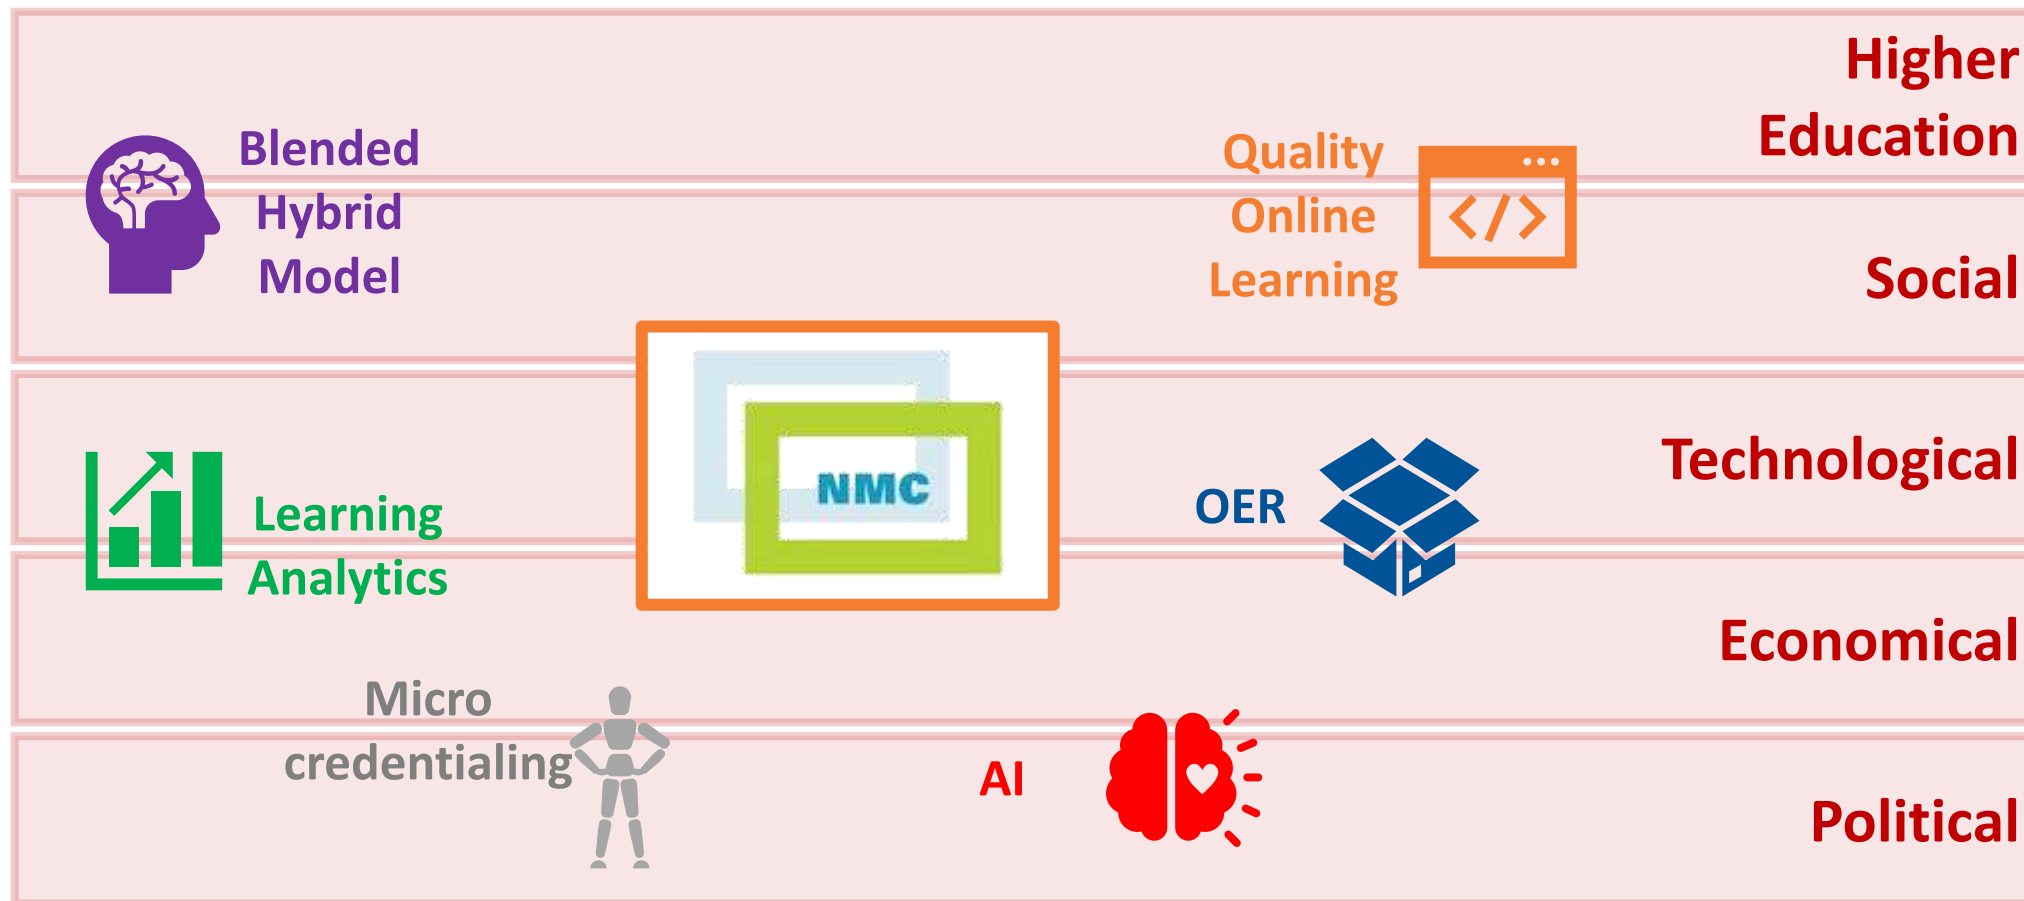 Higher
Education
Blended
Hybrid
Model
Quality
Online
Learning
</>
Social
NMC
Technological
Learning
Analytics
OER
Economical
Micro
credentialing
AI
Political